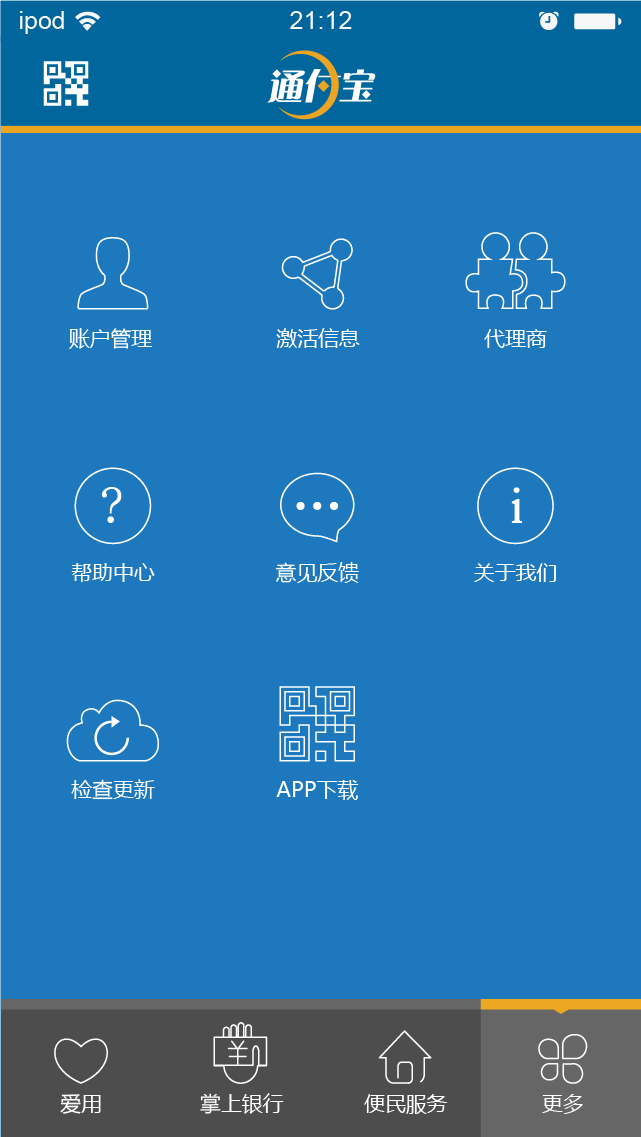 ipod 21:12
通付宝
账户管理 激活信息 代理商
?
i
帮助中心 意见反馈 关于我们
检查更新 APP下载
爱用 掌上银行 便民服务 更多